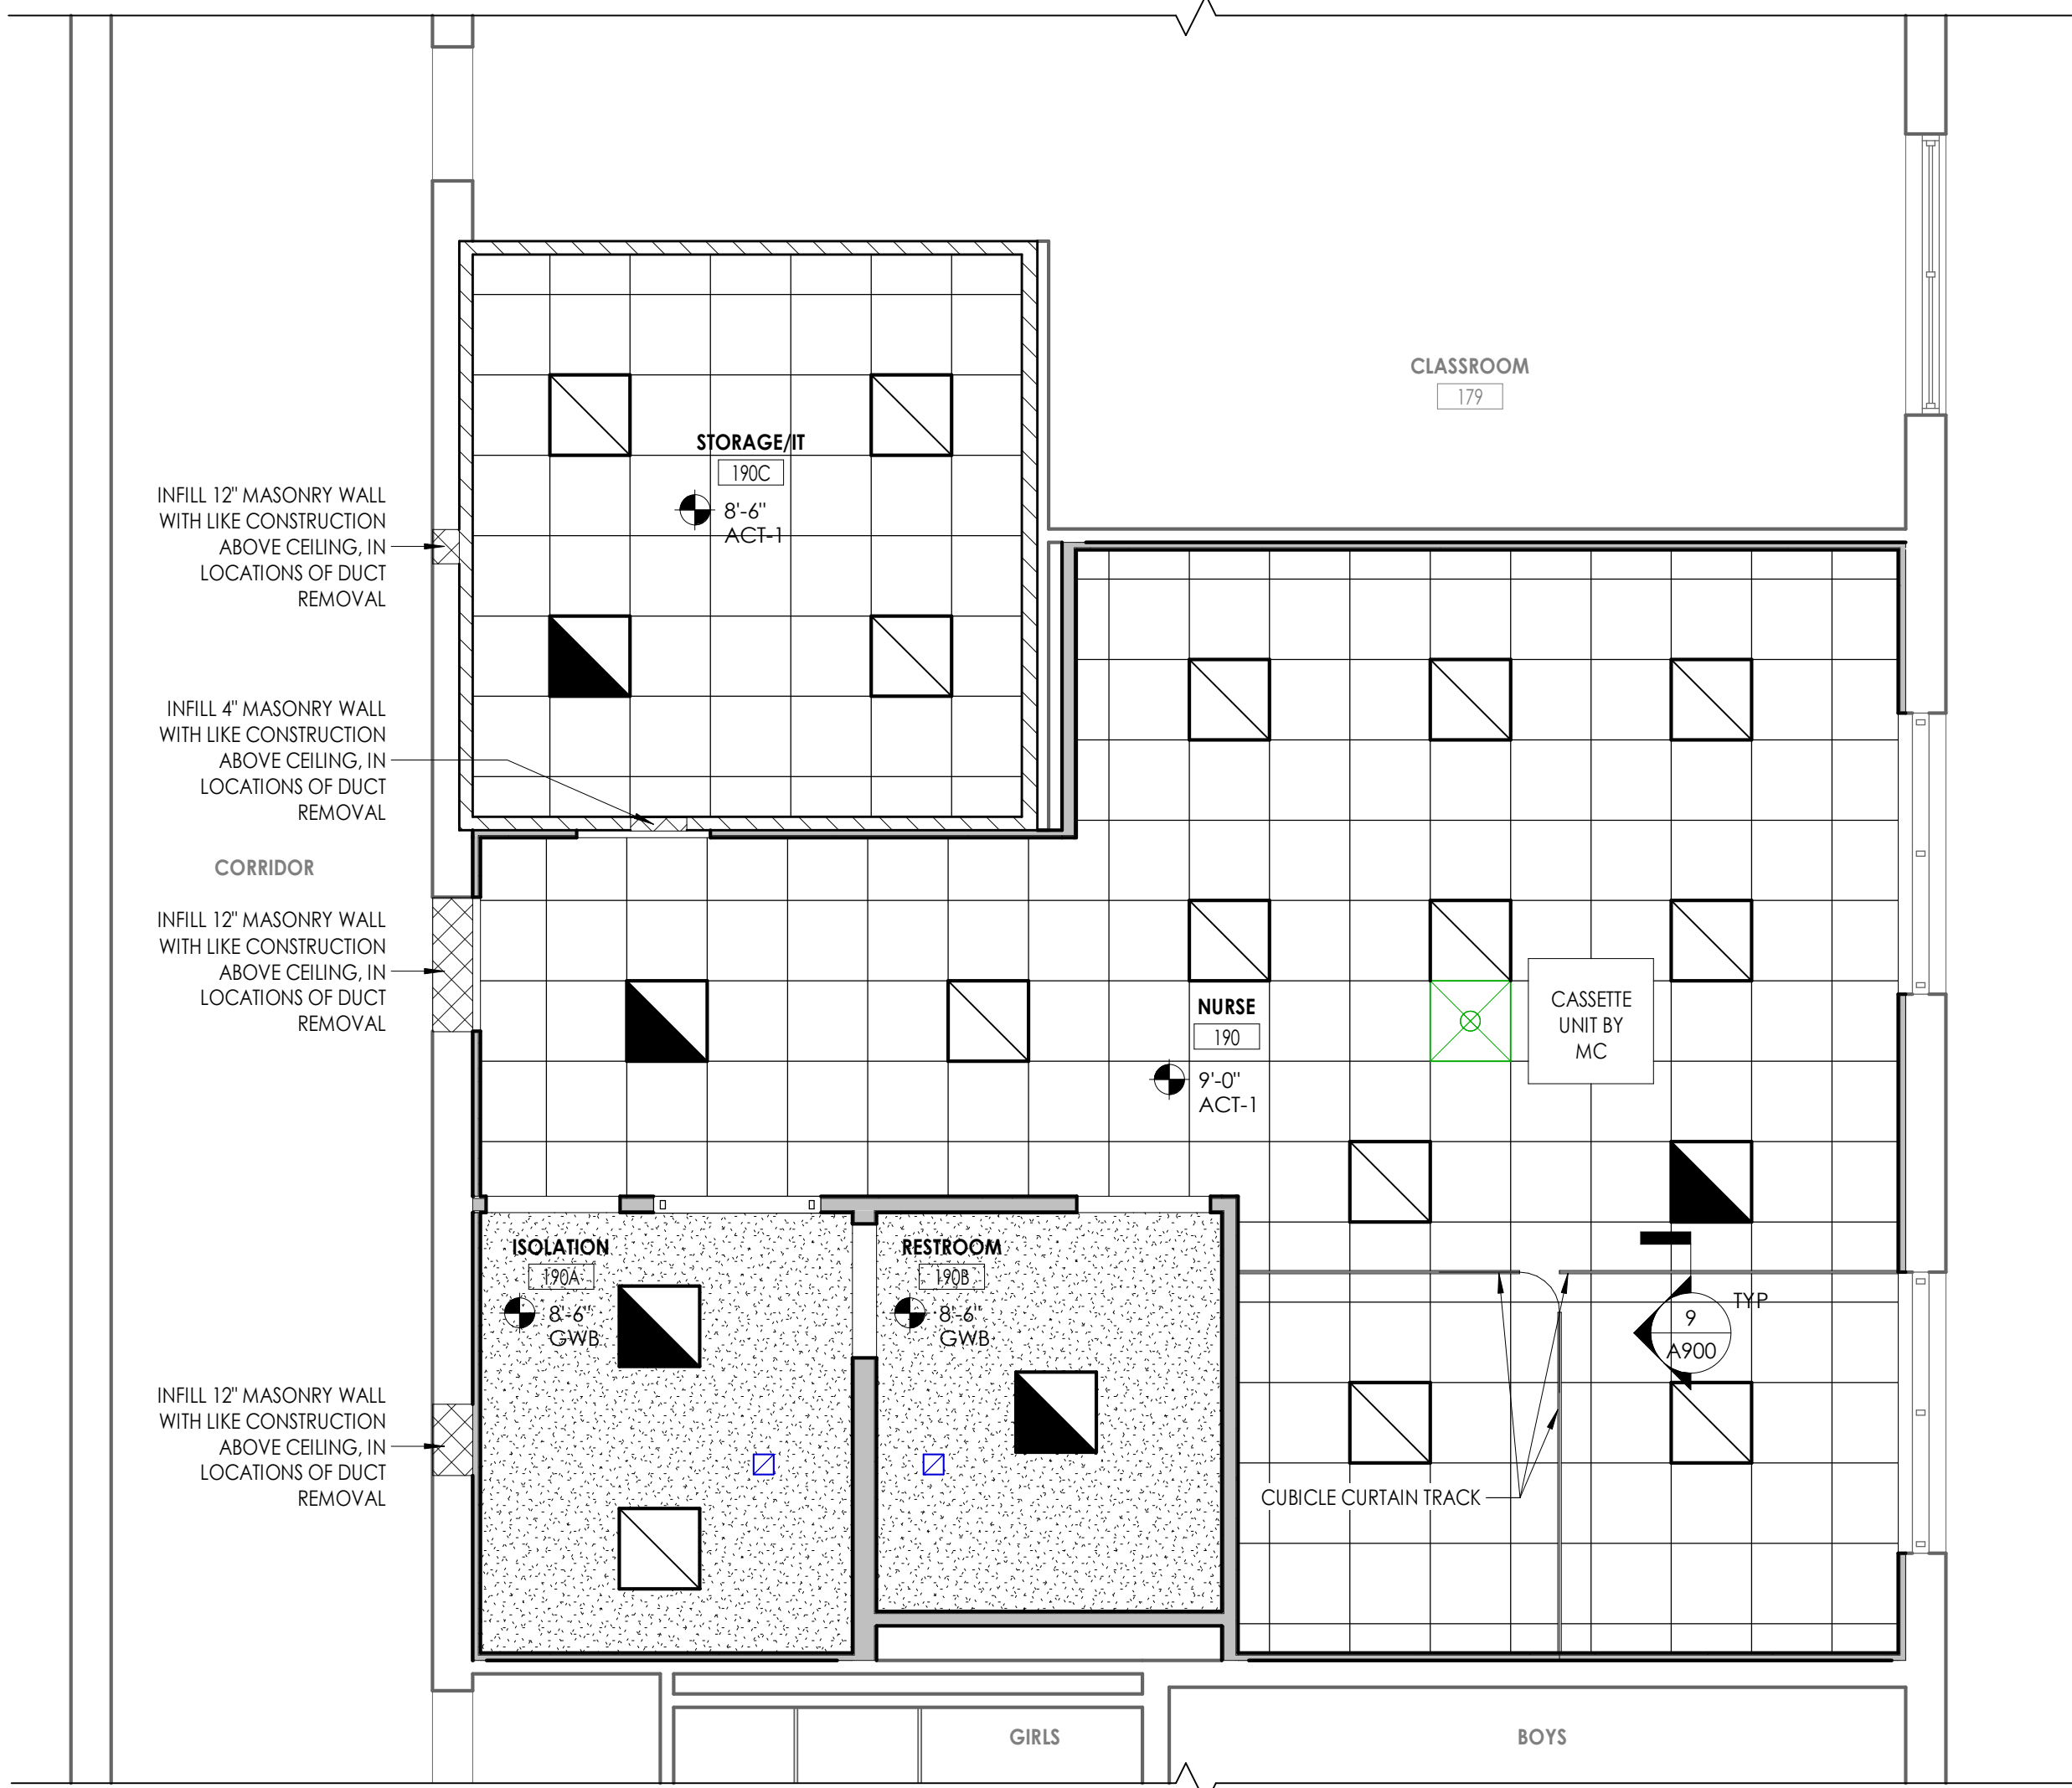 CLASSROOM
179
STORAGE/IT
190C
8'-6"
ACT-1
INFILL 12" MASONRY WALL
WITH LIKE CONSTRUCTION
ABOVE CEILING, IN
LOCATIONS OF DUCT
REMOVAL
INFILL 4" MASONRY WALL
WITH LIKE CONSTRUCTION
ABOVE CEILING, IN
LOCATIONS OF DUCT
REMOVAL
CORRIDOR
INFILL 12" MASONRY WALL
WITH LIKE CONSTRUCTION
ABOVE CEILING, IN
LOCATIONS OF DUCT
REMOVAL
NURSE
190
9'-0"
ACT-1
CASSETTE
UNIT BY
MC
ISOLATION
190A
8'-6"
GWB
RESTROOM
190B
8'-6"
GWB
TYP
9
A900
INFILL 12" MASONRY WALL
WITH LIKE CONSTRUCTION
ABOVE CEILING, IN
LOCATIONS OF DUCT
REMOVAL
CUBICLE CURTAIN TRACK
GIRLS
BOYS